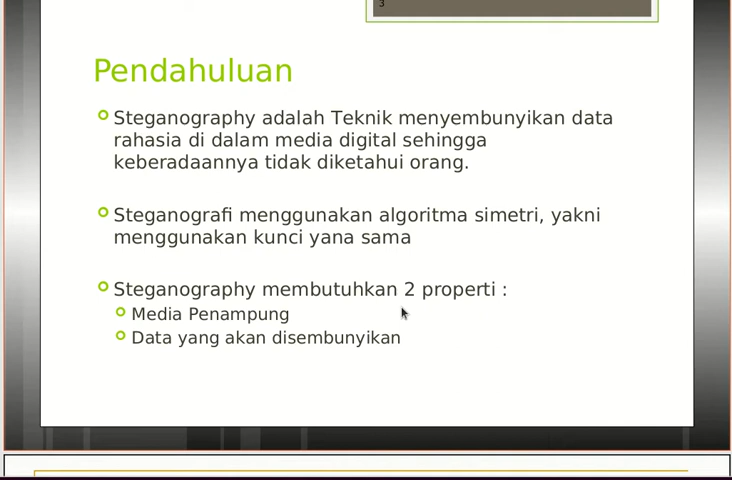 3
Pendahuluan
Steganography adalah Teknik menyembunyikan data
rahasia di dalam media digital sehingga
keberadaannya tidak diketahui orang.
Steganografi menggunakan algoritma simetri, yakni
menggunakan kunci yana sama
Steganography membutuhkan 2 properti :
Media Penampung
Data yang akan disembunyikan